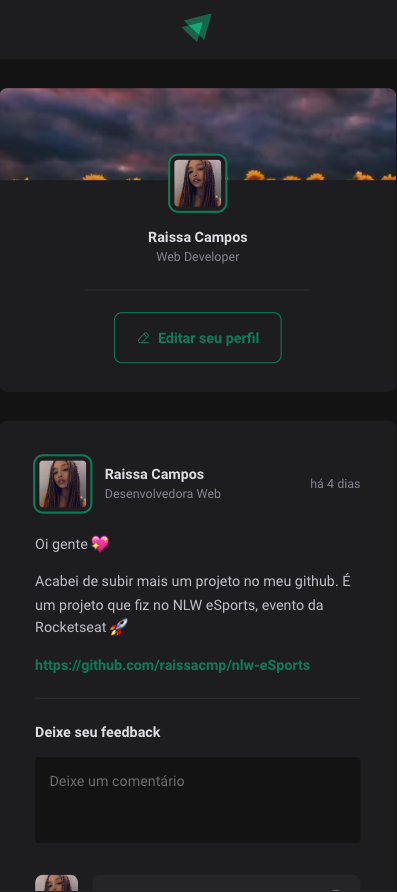 Raissa Campos
Web Developer
Editar seu perfil
Raissa Campos
Desenvolvedora Web
há 4 dias
Oi gente 💖
Acabei de subir mais um projeto no meu github. É
um projeto que fiz no NLW eSports, evento da
Rocketseat 🚀
https://github.com/raissacmp/nlw-eSports
Deixe seu feedback
Deixe um comentário